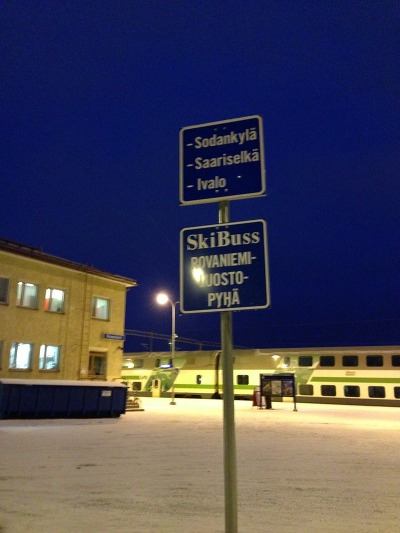 -Sodankylä
-Saariselkä
- Ivalo
SkiBuss
ROVANIEMI-
LUOSTO-
PYHÄ